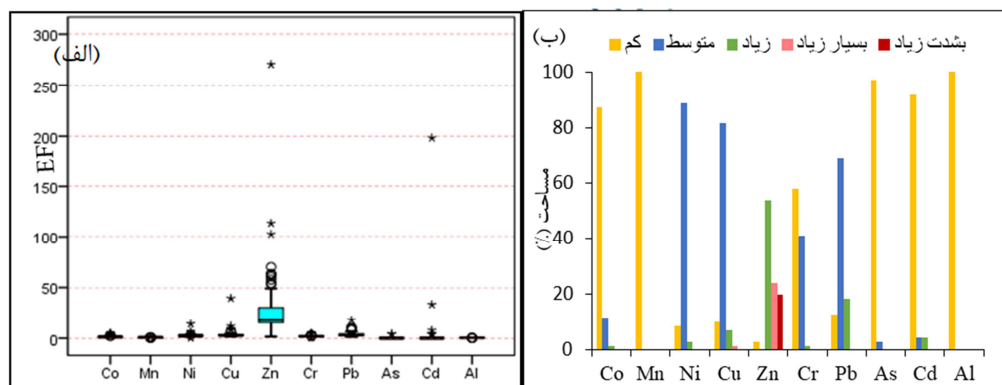 (الف)
300
250
200
150
100
50
0
EF
Co Mn Ni Cu Zn Cr Pb As Cd Al
(ب)
کم متوسط زیاد بسیار زیاد بشدت زیاد
100
80
60
40
20
0
مساحت (٪)
Co Mn Ni Cu Zn Cr Pb As Cd Al